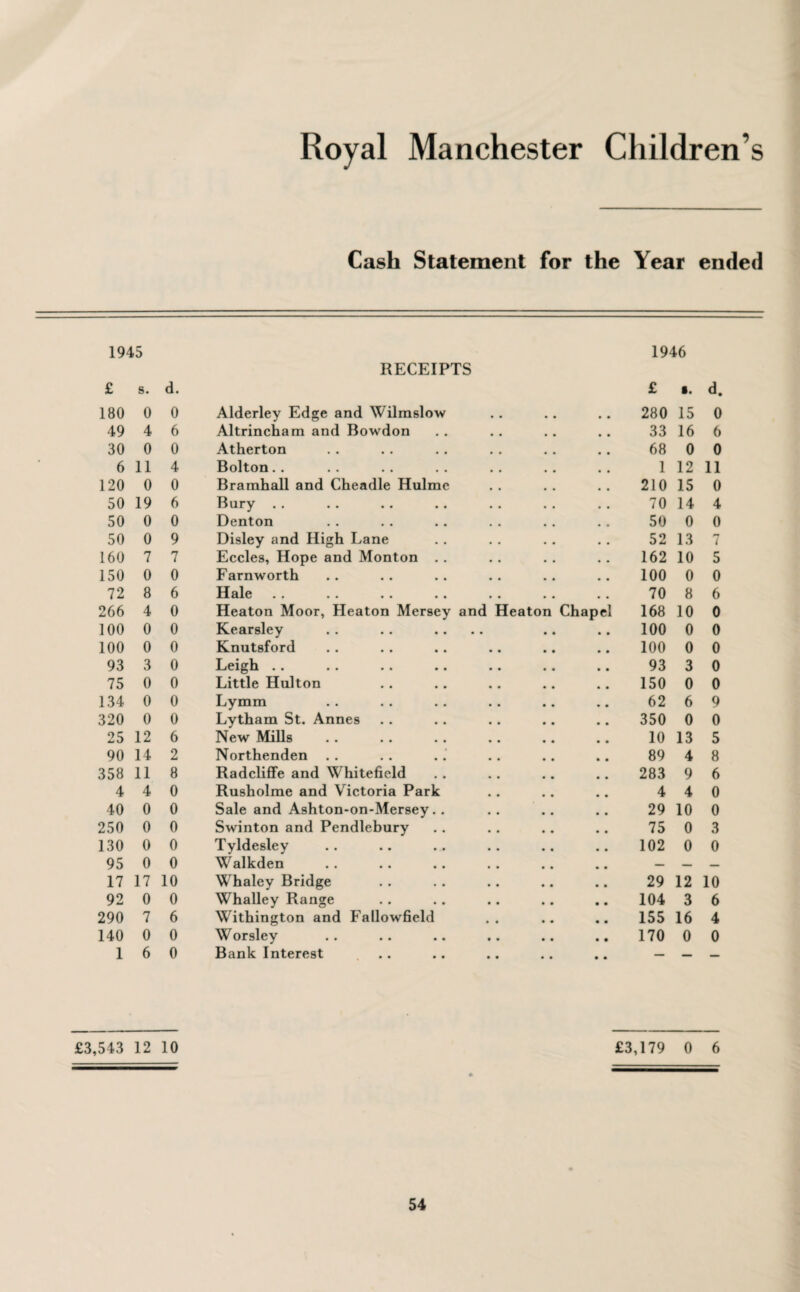 Royal Manchester Children's
Cash Statement for the Year ended
1945 1946
RECEIPTS
£ s. d. £ s. d.
180 0 0 Alderley Edge and Wilmslow .. .. .. 280 15 0
49 4 6 Altrincham and Bowdon .. .. .. .. 33 16 6
30 0 0 Atherton .. .. .. .. .. .. 68 0 0
6 11 4 Bolton.. .. .. .. .. .. .. 1 12 11
120 0 0 Bramhall and Cheadle Hulme .. .. .. 210 15 0
50 19 6 Bury .. .. .. .. .. .. .. 70 14 4
50 0 0 Denton .. .. .. .. .. .. 50 0 0
50 0 9 Disley and High Lane .. .. .. .. 52 13 7
160 7 7 Eccles, Hope and Monton .. .. .. .. 162 10 5
150 0 0 Farnworth .. .. .. .. .. .. 100 0 0
72 8 6 Hale .. .. .. .. .. .. .. 70 8 6
266 4 0 Heaton Moor, Heaton Mersey and Heaton Chapel 168 10 0
100 0 0 Kearsley .. .. .. .. .. .. 100 0 0
100 0 0 Knutsford .. .. .. .. .. .. 100 0 0
93 3 0 Leigh .. .. .. .. .. .. .. 93 3 0
75 0 0 Little Hulton .. .. .. .. .. 150 0 0
134 0 0 Lymm .. .. .. .. .. .. 62 6 9
320 0 0 Lytham St. Annes .. .. .. .. .. 350 0 0
25 12 6 New Mills .. .. .. .. .. .. 10 13 5
90 14 2 Northenden .. .. .. .. .. .. 89 4 8
358 11 8 Radcliffe and Whitefield .. .. .. .. 283 9 6
4 4 0 Rusholme and Victoria Park .. .. .. 4 4 0
40 0 0 Sale and Ashton-on-Mersey.. .. .. .. 29 10 0
250 0 0 Swinton and Pendlebury .. .. .. .. 75 0 3
130 0 0 Tyldesley .. .. .. .. .. .. 102 0 0
95 0 0 Walkden .. .. .. .. .. .. — — —
17 17 10 Whaley Bridge .. .. .. .. .. 29 12 10
92 0 0 Whalley Range .. .. .. .. .. 104 3 6
290 7 6 Withington and Fallowfield .. .. .. 155 16 4
140 0 0 Worsley .. .. .. .. .. .. 170 0 0
1 6 0 Bank Interest .. .. .. .. .. — — —
£3,543 12 10 £3,179 0 6
54